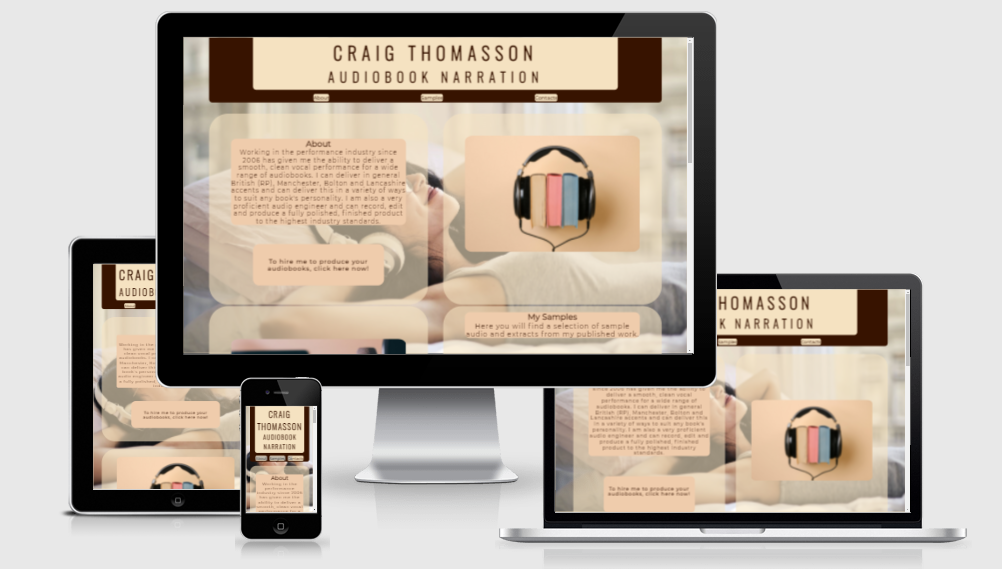 CRAIG THOMASSON
AUDIOBOOK NARRATION
About
Samples
Contacts
About
Working in the performance industry since
2006 has given me the ability to deliver a
smooth, clean vocal performance for a wide
range of audiobooks. I can deliver in general
British (RP), Manchester, Bolton and Lancashire
accents and can deliver this in a variety of ways
to suit any book's personality. I am also a very
proficient audio engineer and can record, edit
and produce a fully polished, finished product
to the highest industry standards.
To hire me to produce your
audiobooks, click here now!
My Samples
Here you will find a selection of sample
audio and extracts from my published work.
CRAIG
AUDIOB
To hire me to produce your
audiobooks, click here now!
CRAIG
THOMASSON
AUDIOBOOK
NARRATION
About
Working in the
performance
industry since 2006
has given me the
ability to deliver a
HOMASSON
K NARRATION
since 2006 has given me the ability to
deliver a smooth, clean vocal
performance for a wide range of
audiobooks. I can deliver in general
British (RP), Manchester, Bolton and
Lancashire accents and can deliver this
in a variety of ways to suit any book's
personality. I am also a very proficient
audio engineer and can record, edit and
produce a fully polished, finished
product to the highest industry
standards.
To hire me to produce your
audiobooks, click here now!